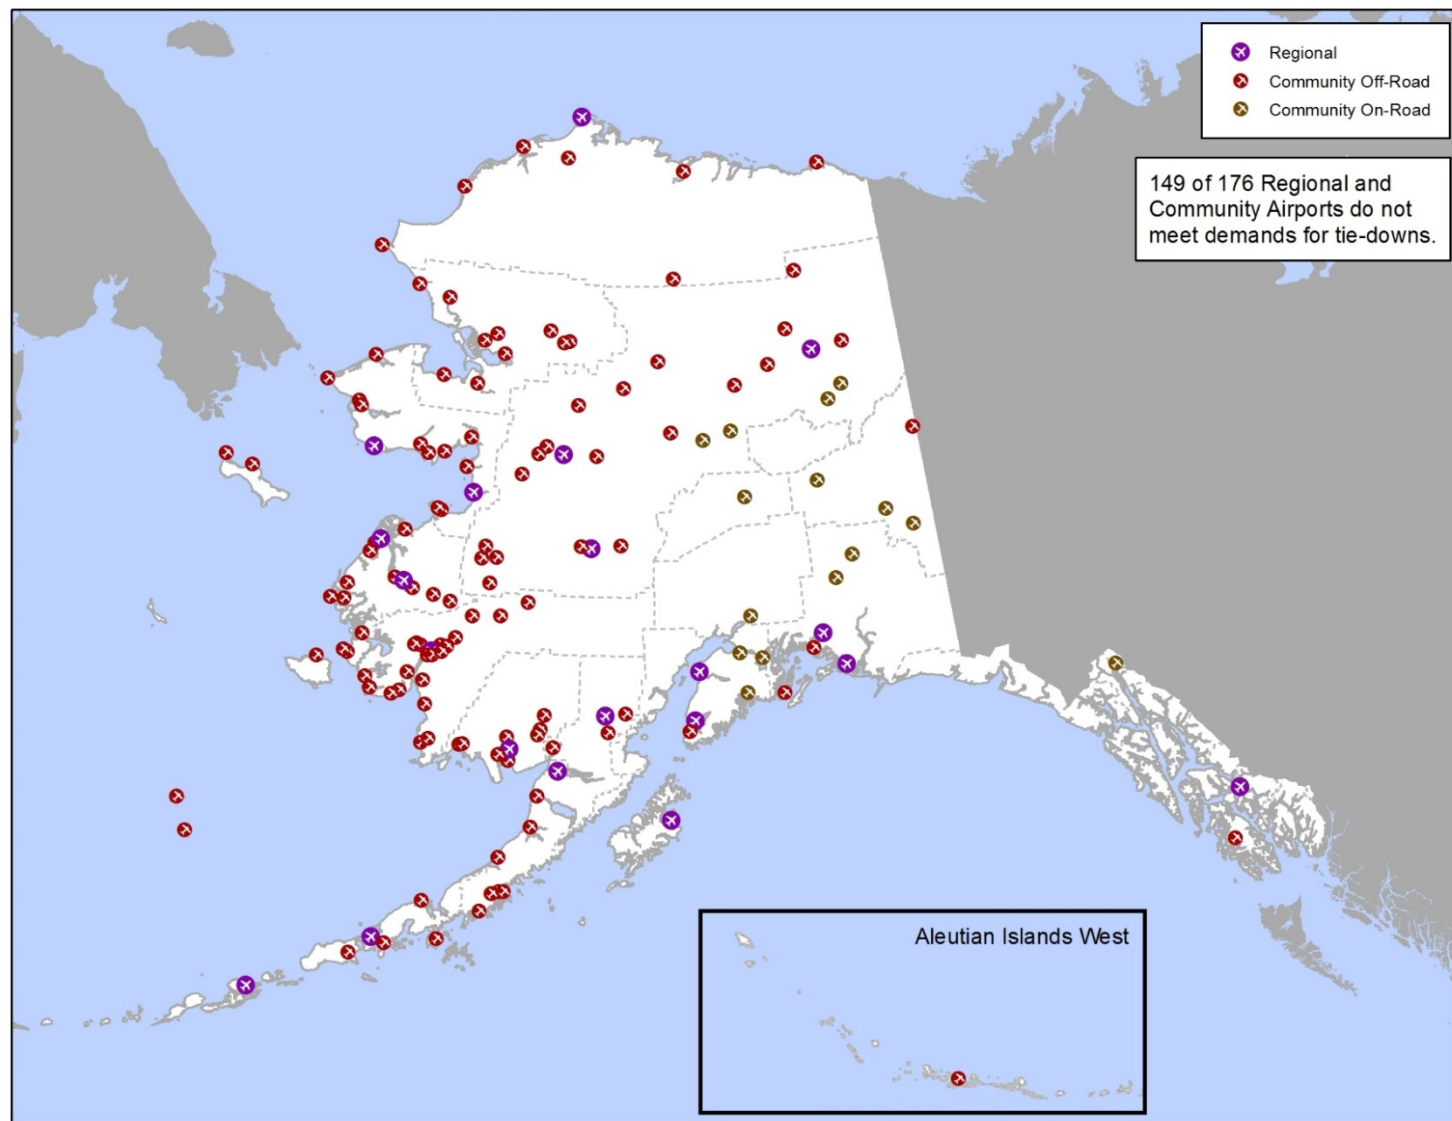 Regional
Community Off-Road
Community On-Road
149 of 176 Regional and
Community Airports do not
meet demands for tie-downs.
Aleutian Islands West